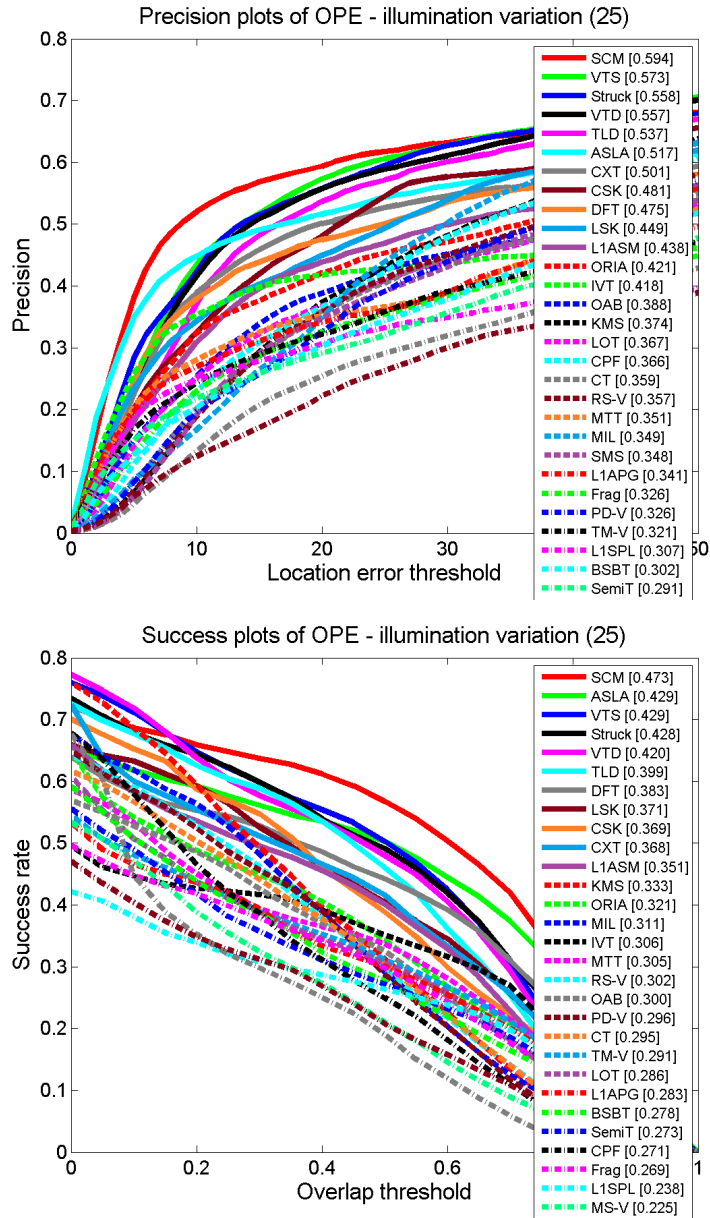 Precision plots of OPE - illumination variation (25)
0.8
0.7
0.6
0.5
0.4
0.3
0.2
0.1
0
Precision
0
10
20
30
50
Location error threshold
SCM [0.594]
VTS [0.573]
Struck [0.558]
VTD [0.557]
TLD [0.537]
ASLA [0.517]
CXT [0.501]
CSK [0.481]
DFT [0.475]
LSK [0.449]
L1ASM [0.438]
ORIA [0.421]
IVT [0.418]
OAB [0.388]
KMS [0.374]
LOT [0.367]
CPF [0.366]
CT [0.359]
RS-V [0.357]
MTT [0.351]
MIL [0.349]
SMS [0.348]
L1APG [0.341]
Frag [0.326]
PD-V [0.326]
TM-V [0.321]
L1SPL [0.307]
BSBT [0.302]
SemiT [0.291]
Success plots of OPE - illumination variation (25)
0.8
0.7
0.6
0.5
0.4
0.3
0.2
0.1
0
Success rate
0
0.2
0.4
0.6
1
Overlap threshold
SCM [0.473]
ASLA [0.429]
VTS [0.429]
Struck [0.428]
VTD [0.420]
TLD [0.399]
DFT [0.383]
LSK [0.371]
CSK [0.369]
CXT [0.368]
L1ASM [0.351]
KMS [0.333]
ORIA [0.321]
MIL [0.311]
IVT [0.306]
MTT [0.305]
RS-V [0.302]
OAB [0.300]
PD-V [0.296]
CT [0.295]
TM-V [0.291]
LOT [0.286]
L1APG [0.283]
BSBT [0.278]
SemiT [0.273]
CPF [0.271]
Frag [0.269]
L1SPL [0.238]
MS-V [0.225]